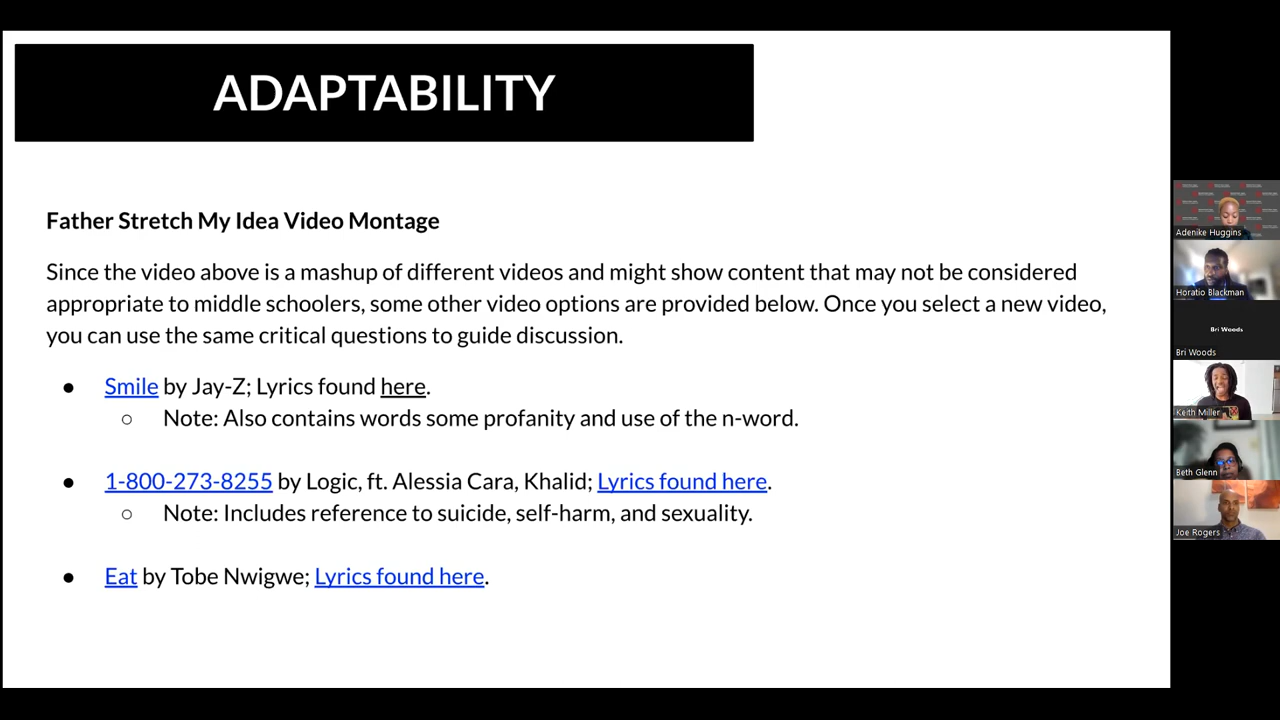 ADAPTABILITY
Father Stretch My Idea Video Montage
Since the video above is a mashup of different videos and might show content that may not be considered
appropriate to middle schoolers, some other video options are provided below. Once you select a new video,
you can use the same critical questions to guide discussion.
● Smile by Jay-Z; Lyrics found here.
○ Note: Also contains words some profanity and use of the n-word.
● 1-800-273-8255 by Logic, ft. Alessia Cara, Khalid; Lyrics found here.
○ Note: Includes reference to suicide, self-harm, and sexuality.
● Eat by Tobe Nwigwe; Lyrics found here.
Adenike Huggins
Horatio Blackman
Bri Woods
Bri Woods
Keith Miller
Beth Glenn
Joe Rogers